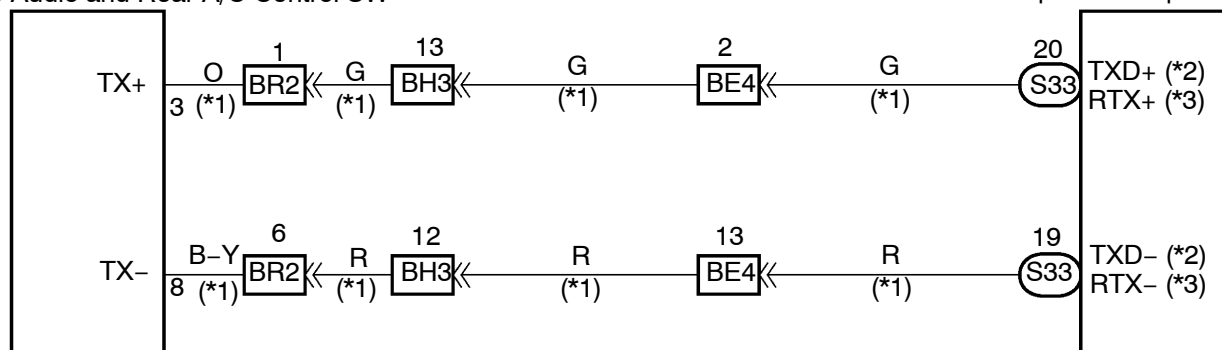 Audio and Rear A/C Control SW
1 13 2 20
TX+ O G G G TXD+ (*2)
BR2 BH3 BE4 S33
3 (*1) (*1) (*1) (*1) RTX+ (*3)
6 12 13 19
B−Y R R R TXD− (*2)
TX− BR2 BH3 BE4 S33
8 (*1) (*1) (*1) (*1) RTX− (*3)